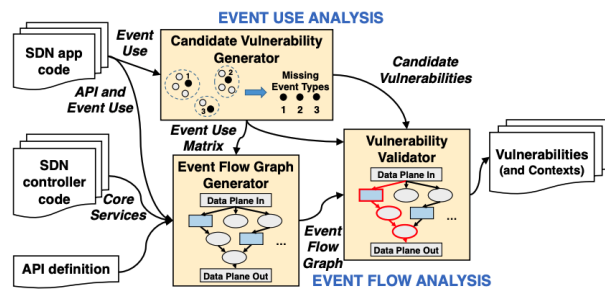 EVENT USE ANALYSIS
SDN app
code
Event
Use
Candidate Vulnerability
Generator
1
2
3
Missing
Event Types
1 2 3
Candidate
Vulnerabilities
API and
Event Use
Event Use
Matrix
SDN
controller
code
Core
Services
Event Flow Graph
Generator
Data Plane In
...
Data Plane Out
Event
Flow
Graph
Vulnerability
Validator
Data Plane In
...
Data Plane Out
Vulnerabilities
(and Contexts)
API definition
EVENT FLOW ANALYSIS